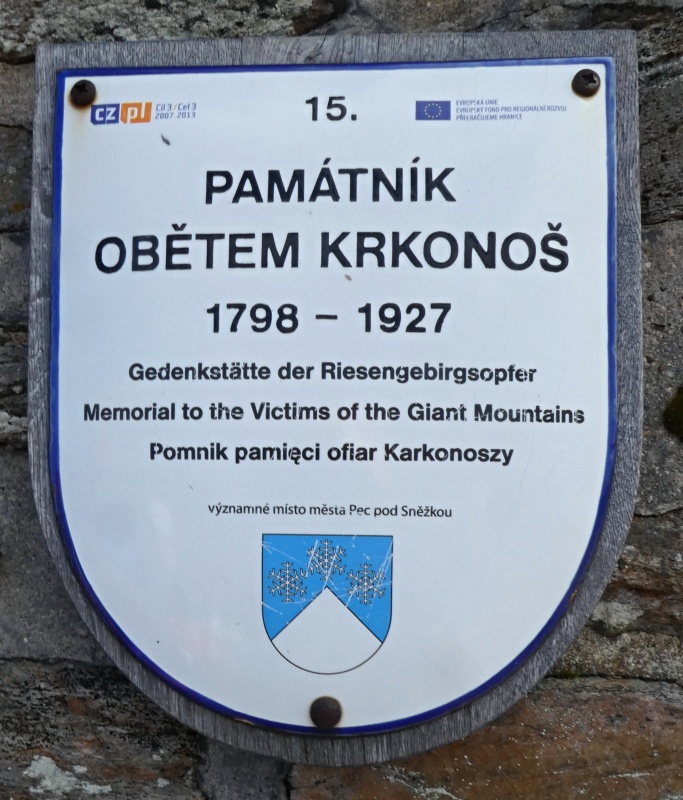 cz pl
Cíl 3 / Cel 3
2007-2013
15.
EVROPSKÁ UNIE
EVROPSKÝ FOND PRO REGIONÁLNÍ ROZVOJ
PŘEKRAČUJEME HRANICE
PAMÁTNÍK
OBĚTEM KRKONOŠ
1798 – 1927
Gedenkstätte der Riesengebirgsopfer
Memorial to the Victims of the Giant Mountains
Pomnik pamięci ofiar Karkonoszy
významné místo města Pec pod Sněžkou